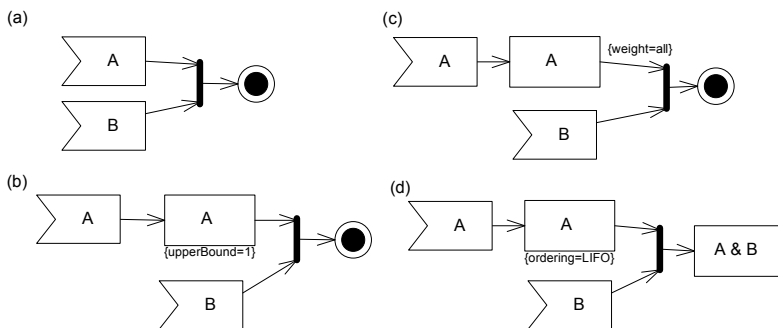 (a)
A
B
(b)
A
A
{upperBound=1}
B
(c)
A
A
{weight=all}
B
(d)
A
A
{ordering=LIFO}
B
A & B